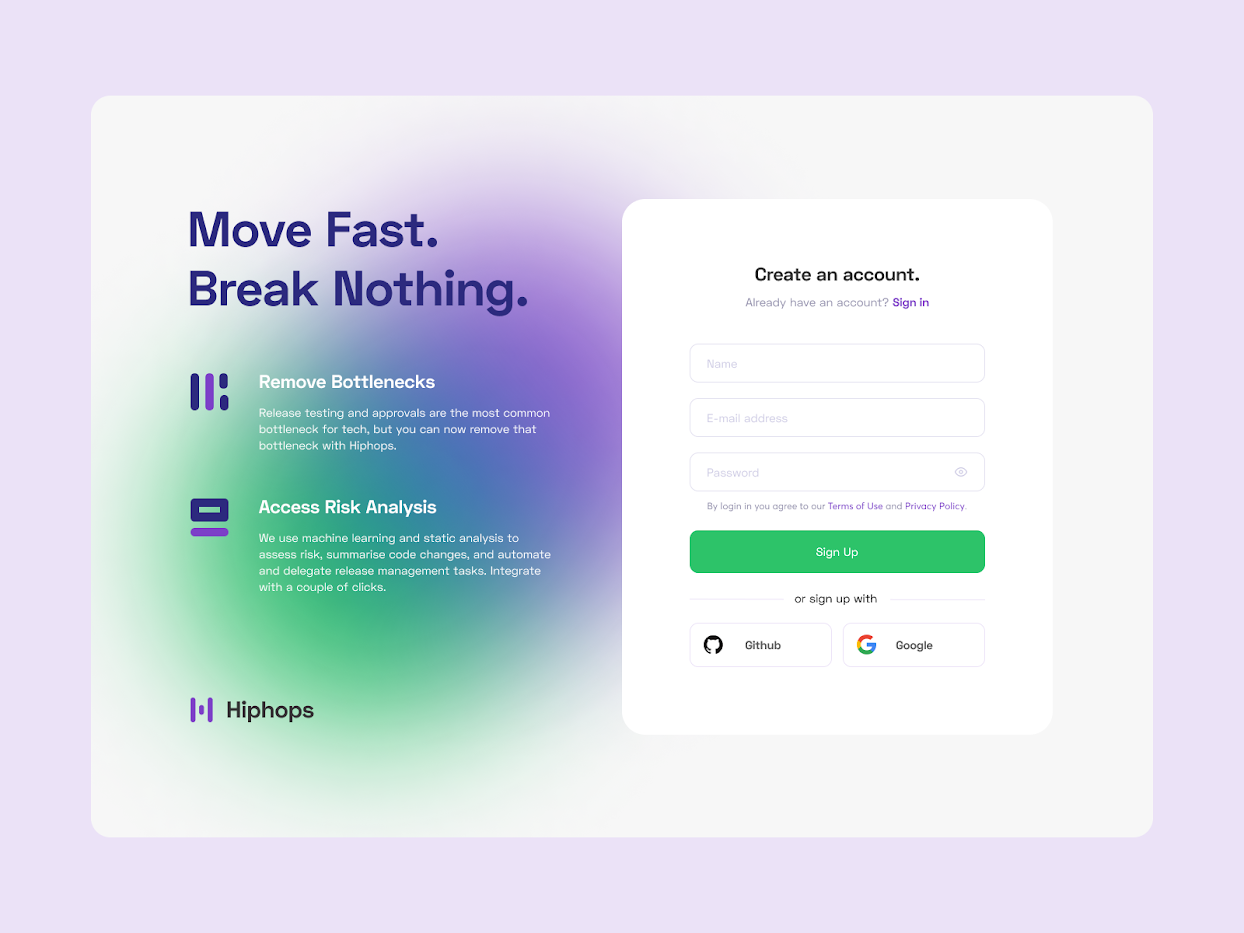 Move Fast.
Break Nothing.
Remove Bottlenecks
Release testing and approvals are the most common
bottleneck for tech, but you can now remove that
bottleneck with Hiphops.
Access Risk Analysis
We use machine learning and static analysis to
assess risk, summarise code changes, and automate
and delegate release management tasks. Integrate
with a couple of clicks.
Hiphops
Create an account.
Already have an account? Sign in
Name
E-mail address
Password
By login in you agree to our Terms of Use and Privacy Policy.
Sign Up
or sign up with
Github
Google